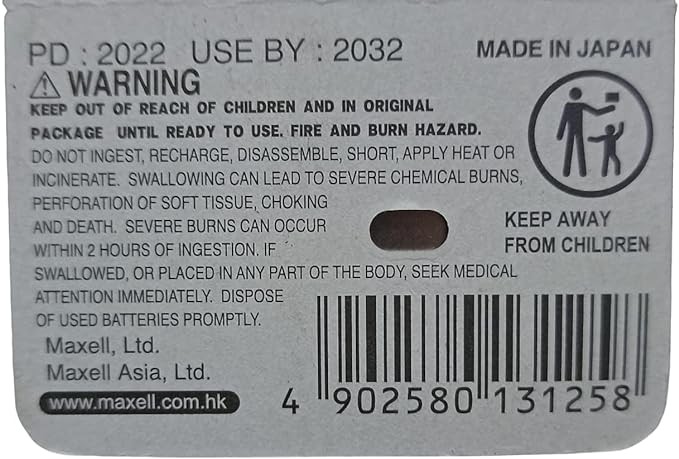 PD : 2022 USE BY : 2032 MADE IN JAPAN
WARNING
KEEP OUT OF REACH OF CHILDREN AND IN ORIGINAL
PACKAGE UNTIL READY TO USE. FIRE AND BURN HAZARD.
DO NOT INGEST, RECHARGE, DISASSEMBLE, SHORT, APPLY HEAT OR
INCINERATE. SWALLOWING CAN LEAD TO SEVERE CHEMICAL BURNS,
PERFORATION OF SOFT TISSUE, CHOKING
AND DEATH. SEVERE BURNS CAN OCCUR
WITHIN 2 HOURS OF INGESTION. IF
SWALLOWED, OR PLACED IN ANY PART OF THE BODY, SEEK MEDICAL
ATTENTION IMMEDIATELY. DISPOSE
OF USED BATTERIES PROMPTLY.
KEEP AWAY
FROM CHILDREN
Maxell, Ltd.
Maxell Asia, Ltd.
www.maxell.com.hk
4 902580 131258